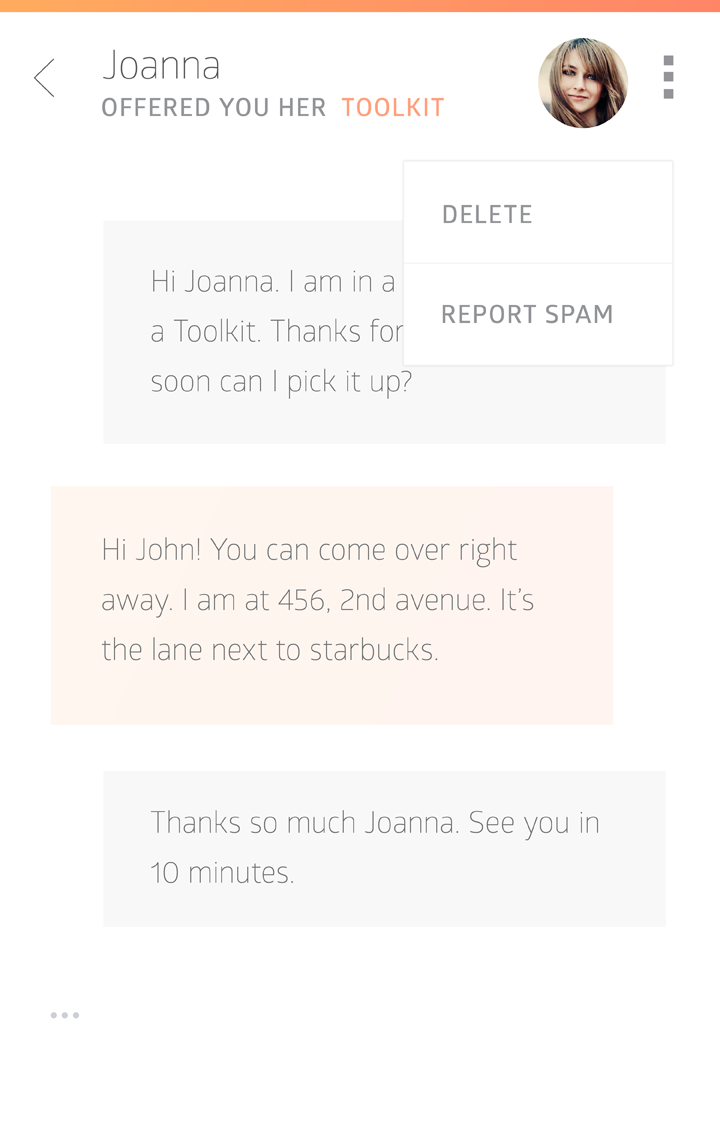 Joanna
OFFERED YOU HER TOOLKIT
DELETE
REPORT SPAM
Hi Joanna. I am in a
a Toolkit. Thanks for
soon can I pick it up?
Hi John! You can come over right
away. I am at 456, 2nd avenue. It’s
the lane next to starbucks.
Thanks so much Joanna. See you in
10 minutes.